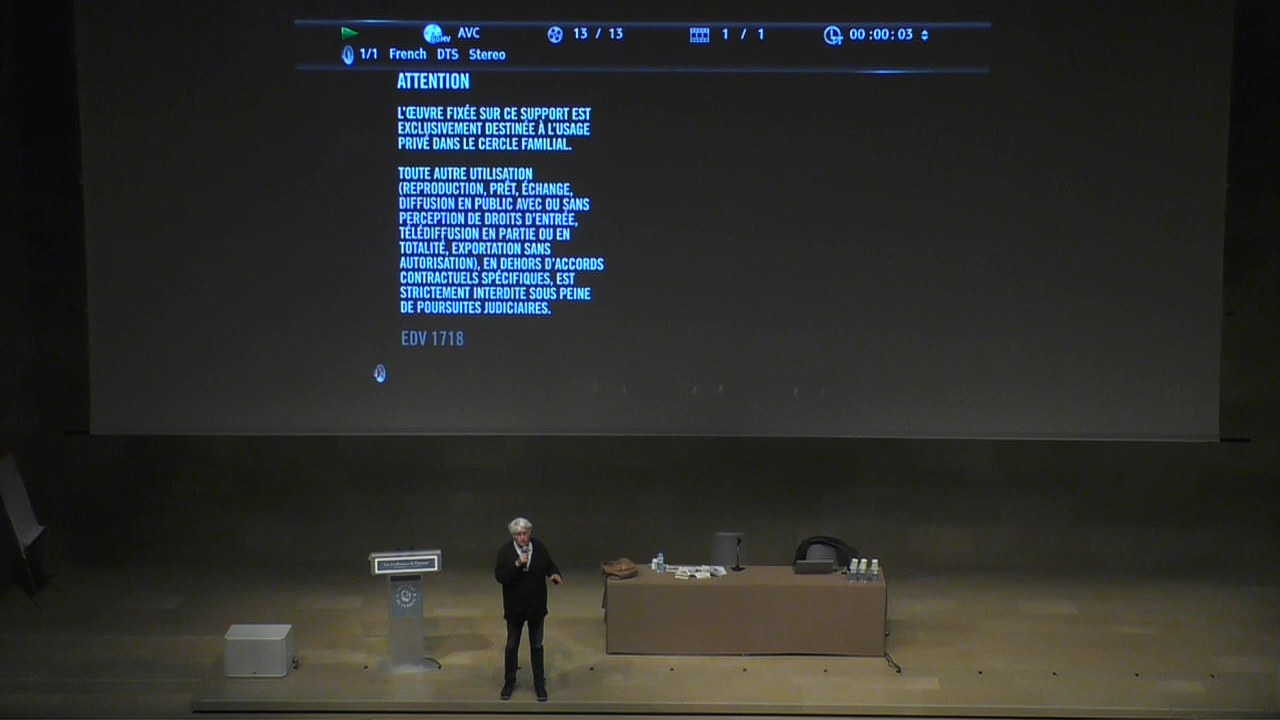 AVC 13 / 13 1 / 1 00:00:03
1/1 French DTS Stereo
ATTENTION
L'ŒUVRE FIXÉE SUR CE SUPPORT EST
EXCLUSIVEMENT DESTINÉE À L'USAGE
PRIVÉ DANS LE CERCLE FAMILIAL.
TOUTE AUTRE UTILISATION
(REPRODUCTION, PRÊT, ÉCHANGE,
DIFFUSION EN PUBLIC AVEC OU SANS
PERCEPTION DE DROITS D'ENTRÉE,
TÉLÉDIFFUSION EN PARTIE OU EN
TOTALITÉ, EXPORTATION SANS
AUTORISATION), EN DEHORS D'ACCORDS
CONTRACTUELS SPÉCIFIQUES, EST
STRICTEMENT INTERDITE SOUS PEINE
DE POURSUITES JUDICIAIRES.
EDV 1718